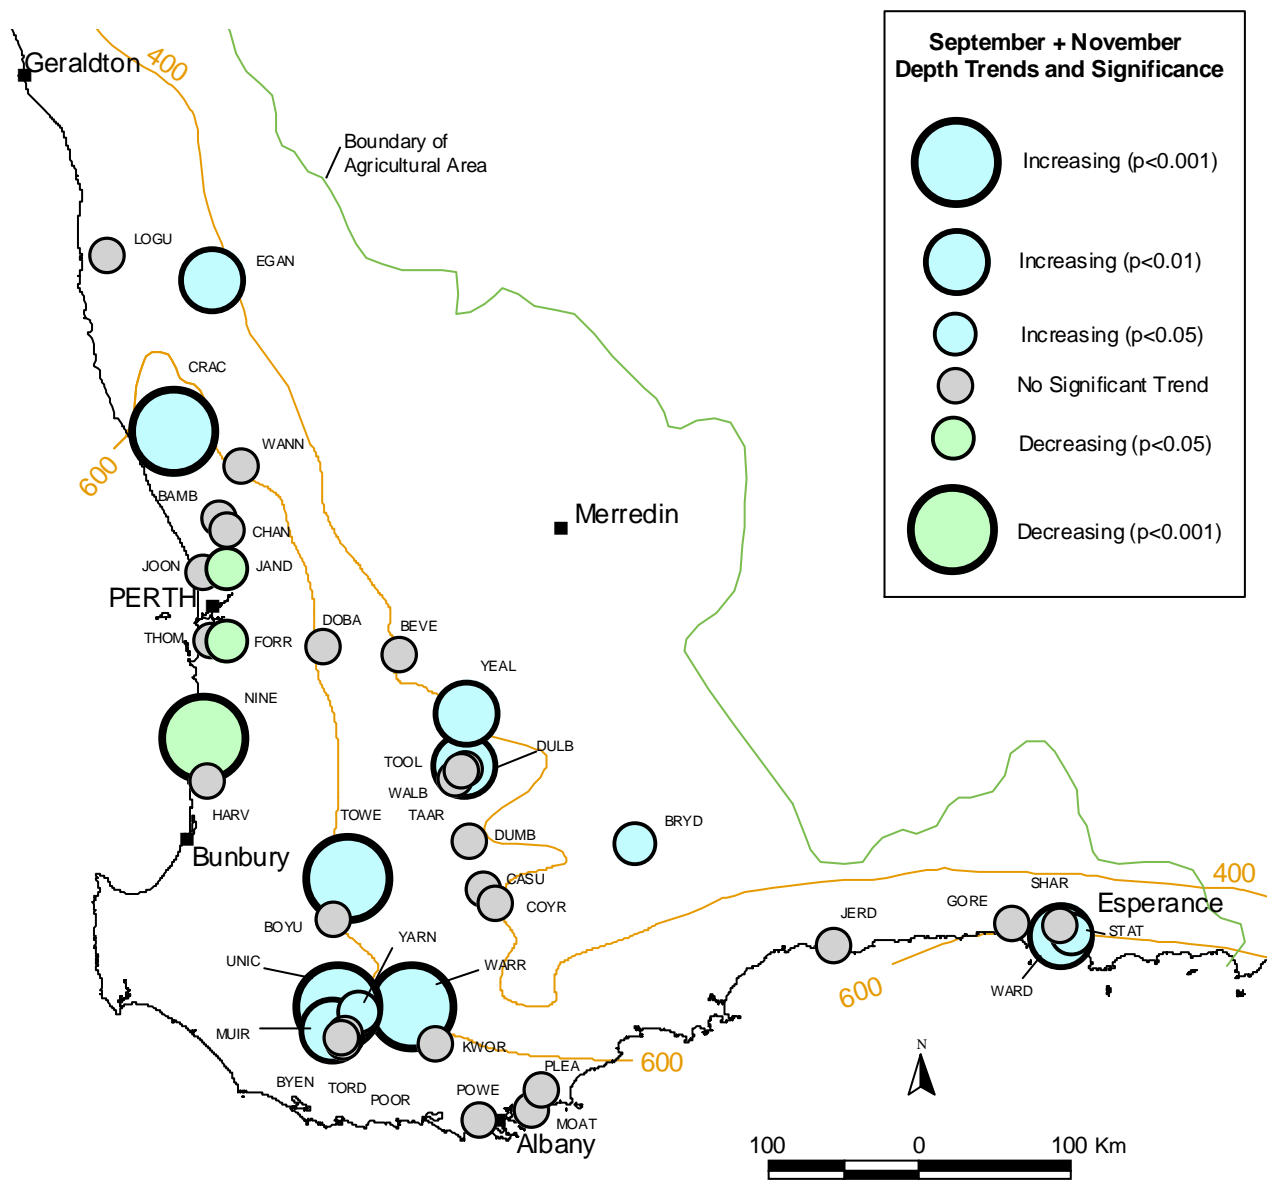 September + November
Depth Trends and Significance
Increasing (p<0.001)
Increasing (p<0.01)
Increasing (p<0.05)
No Significant Trend
Decreasing (p<0.05)
Decreasing (p<0.001)
Geraldton
400
Boundary of
Agricultural Area
LOGU
EGAN
CRAC
600
WANN
BAMB
CHAN
Merredin
JOON
JAND
PERTH
THOM
FORR
DOBA
BEVE
YEAL
NINE
DULB
TOOL
WALB
HARV
TAAR
TOWE
BRYD
DUMB
Bunbury
CASU
COYR
400
SHAR
GORE
Esperance
JERD
STAT
BOYU
YARN
UNIC
WARR
WARD
600
MUIR
KWOR
600
N
BYEN
TORD
POOR
POWE
PLEA
MOAT
Albany
100
0
100 Km